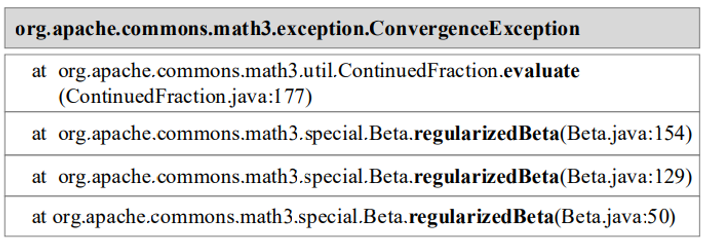 org.apache.commons.math3.exception.ConvergenceException
at org.apache.commons.math3.util.ContinuedFraction.evaluate
(ContinuedFraction.java:177)
at org.apache.commons.math3.special.Beta.regularizedBeta(Beta.java:154)
at org.apache.commons.math3.special.Beta.regularizedBeta(Beta.java:129)
at org.apache.commons.math3.special.Beta.regularizedBeta(Beta.java:50)